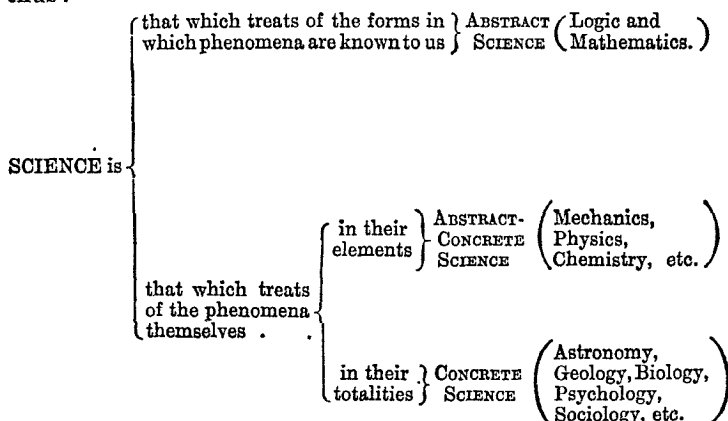 thus :
that which treats of the forms in } ABSTRACT (Logic and
which phenomena are known to us } SCIENCE (Mathematics.)
SCIENCE is
in their } ABSTRACT- (Mechanics,
elements } CONCRETE (Physics,
SCIENCE (Chemistry, etc.)
that which treats
of the phenomena
themselves . .
in their } CONCRETE (Astronomy,
totalities } SCIENCE (Geology, Biology,
Psychology,
Sociology, etc.